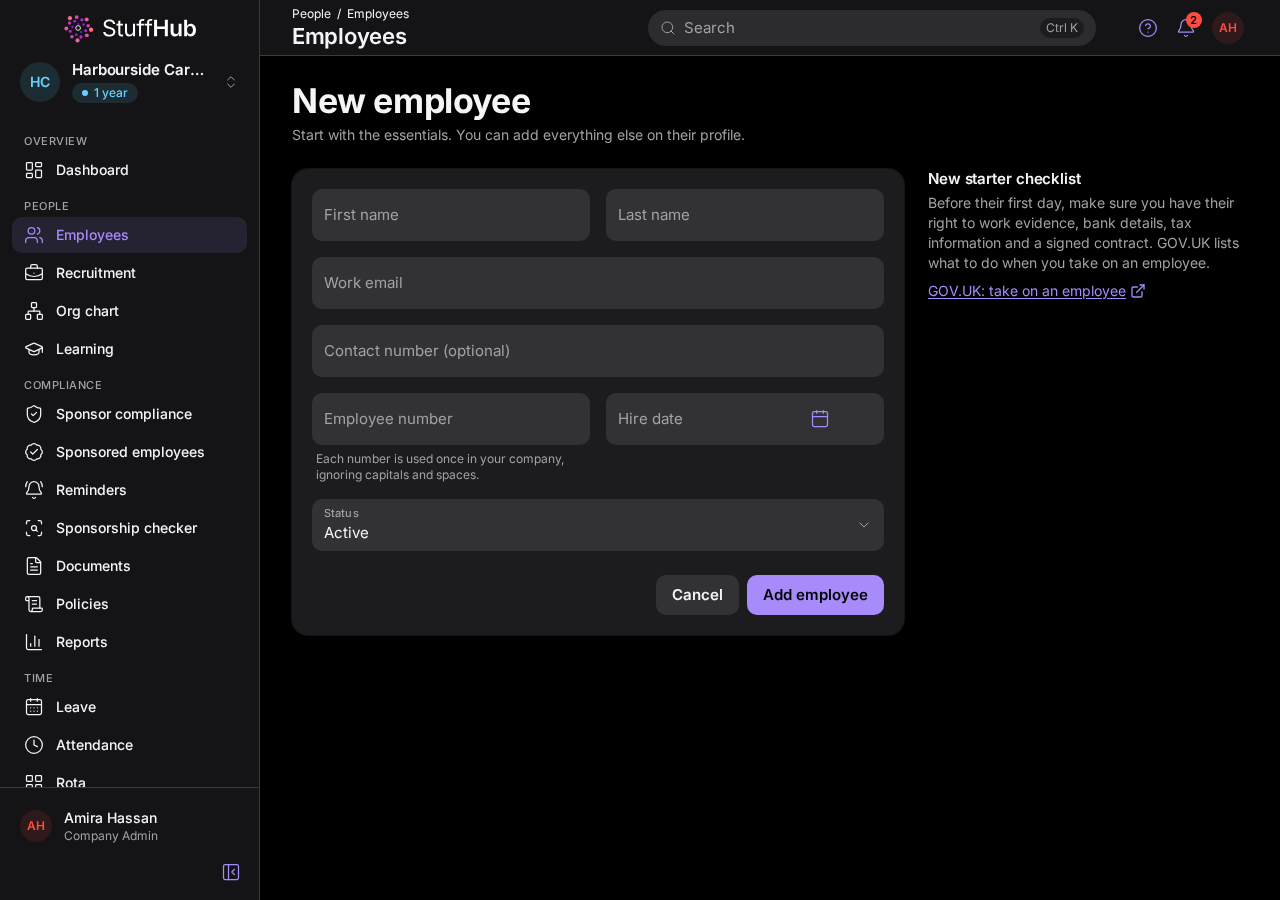 StuffHub
HC
Harbourside Car...
1 year
OVERVIEW
Dashboard
PEOPLE
Employees
Recruitment
Org chart
Learning
COMPLIANCE
Sponsor compliance
Sponsored employees
Reminders
Sponsorship checker
Documents
Policies
Reports
TIME
Leave
Attendance
Rota
AH
Amira Hassan
Company Admin
People / Employees
Employees
Search
Ctrl K
2
AH
New employee
Start with the essentials. You can add everything else on their profile.
First name
Last name
Work email
Contact number (optional)
Employee number
Hire date
Each number is used once in your company,
ignoring capitals and spaces.
Status
Active
Cancel
Add employee
New starter checklist
Before their first day, make sure you have their
right to work evidence, bank details, tax
information and a signed contract. GOV.UK lists
what to do when you take on an employee.
GOV.UK: take on an employee